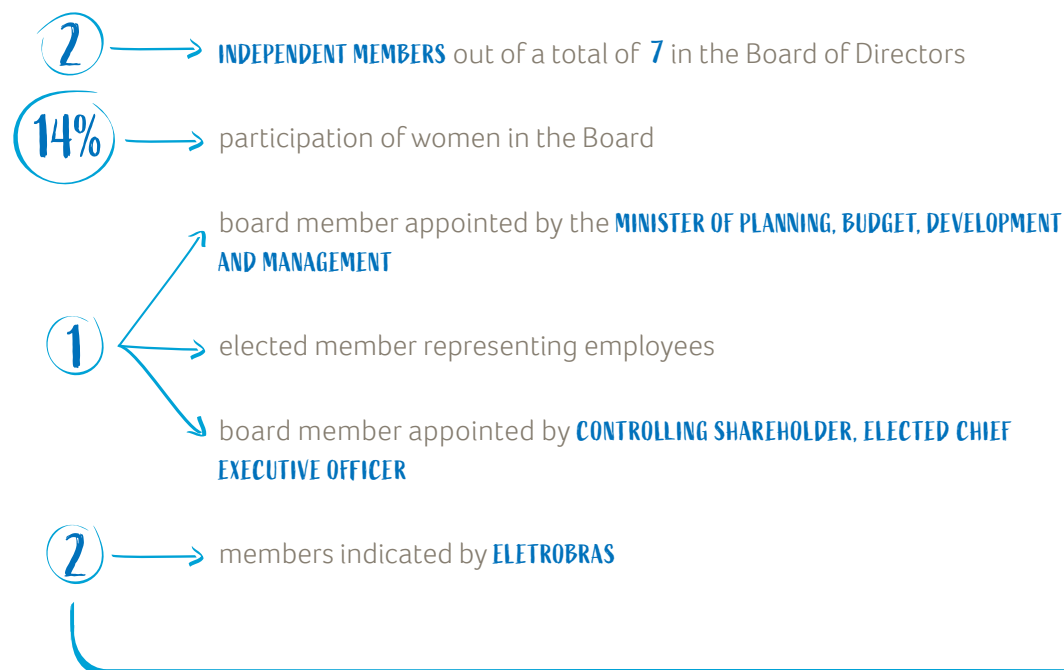 2 INDEPENDENT MEMBERS out of a total of 7 in the Board of Directors
14% participation of women in the Board
board member appointed by the MINISTER OF PLANNING, BUDGET, DEVELOPMENT
AND MANAGEMENT
1 elected member representing employees
board member appointed by CONTROLLING SHAREHOLDER, ELECTED CHIEF
EXECUTIVE OFFICER
2 members indicated by ELETROBRAS